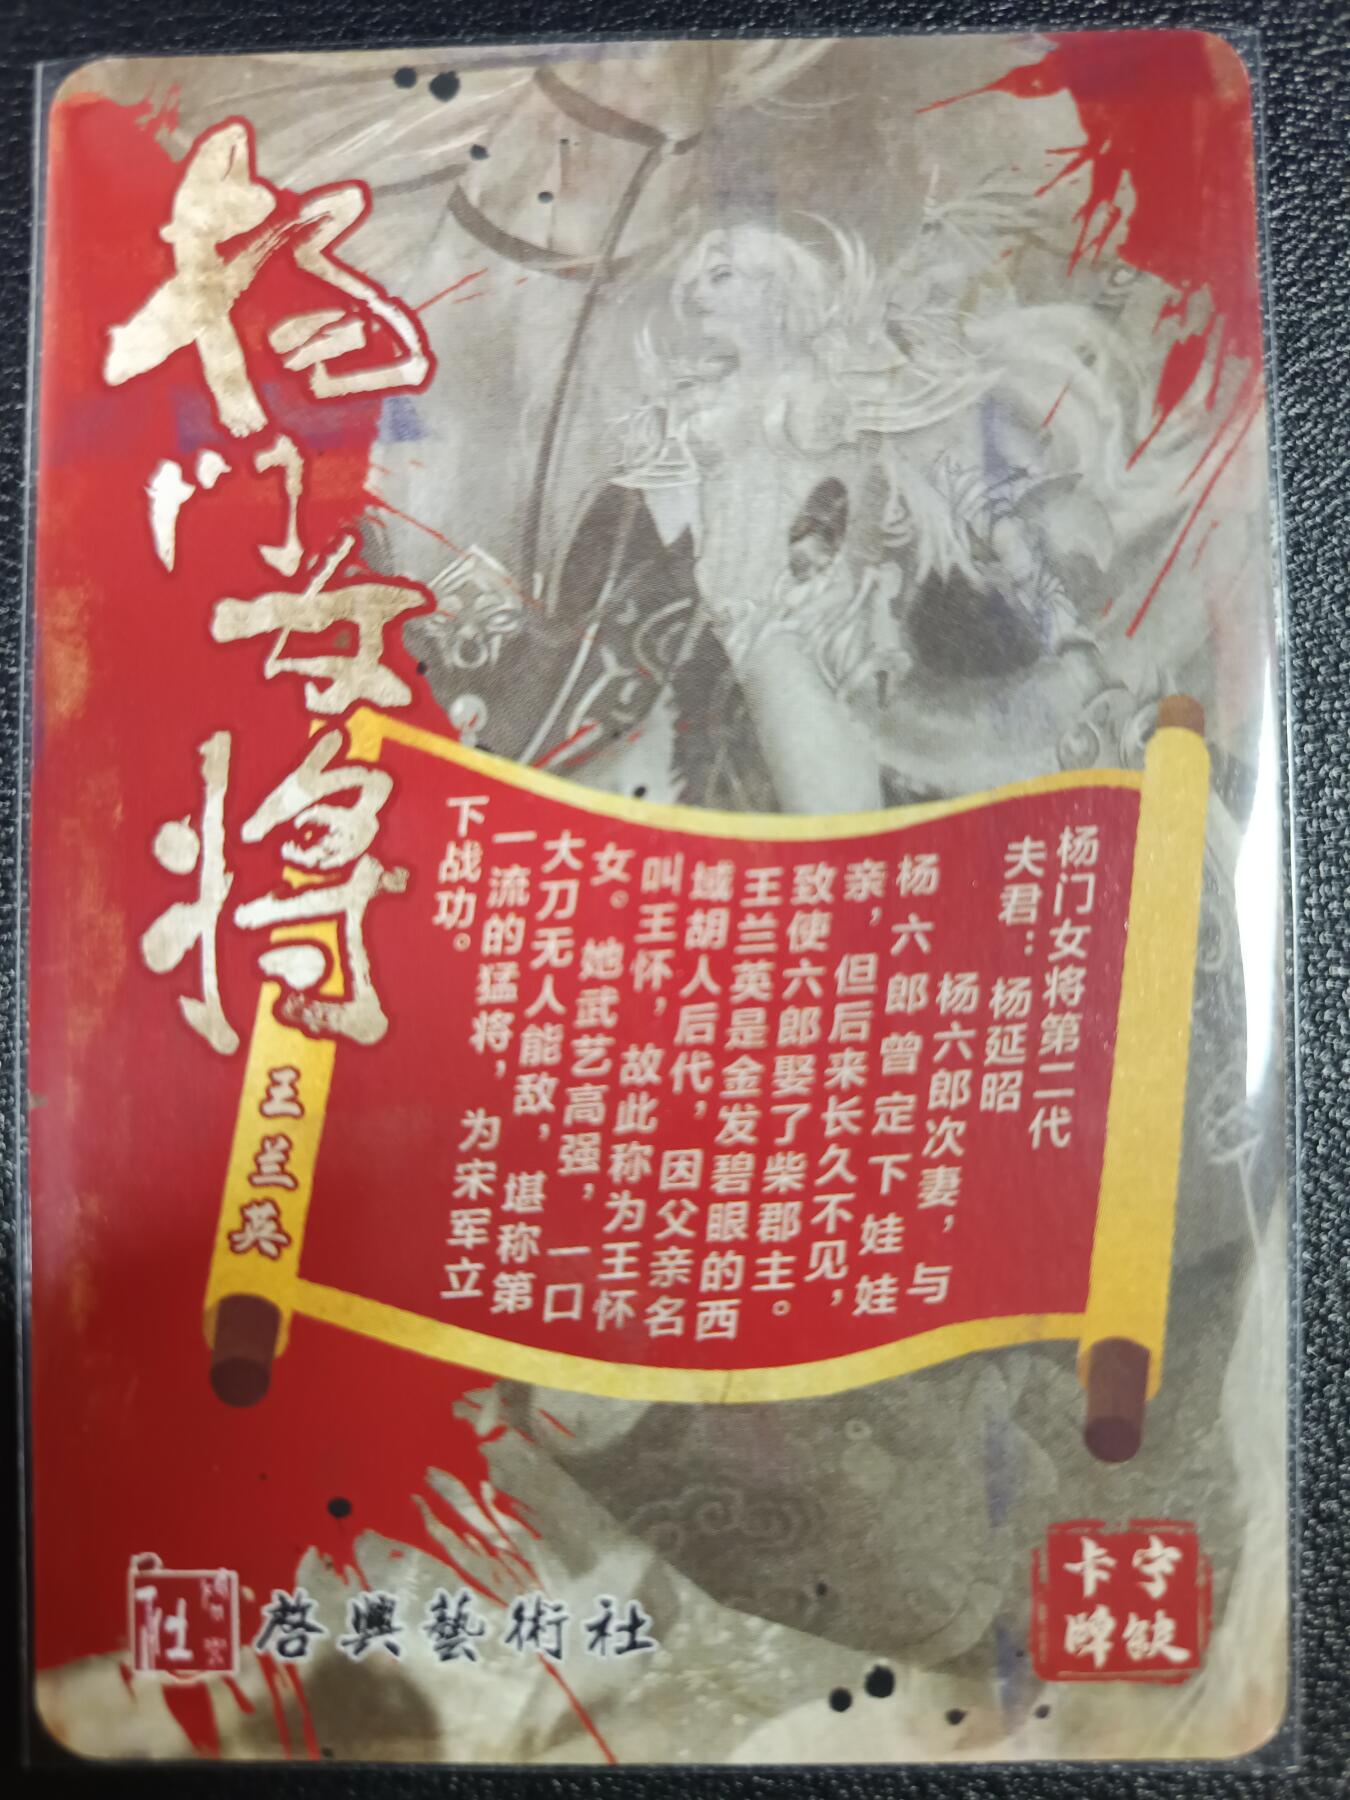 杨门女将
杨门女将第二代
夫君：杨延昭
杨六郎次妻，与
杨六郎曾定下娃娃
亲，但后来长久不见，
致使六郎娶了柴郡主。
王兰英是金发碧眼的西
域胡人后代，因父亲名
叫王怀，故此称为王怀
女。她武艺高强，一口
大刀无人能敌，堪称第
一流的猛将，为宋军立
下战功。
王兰英
啓興藝術社
宁缺
卡牌